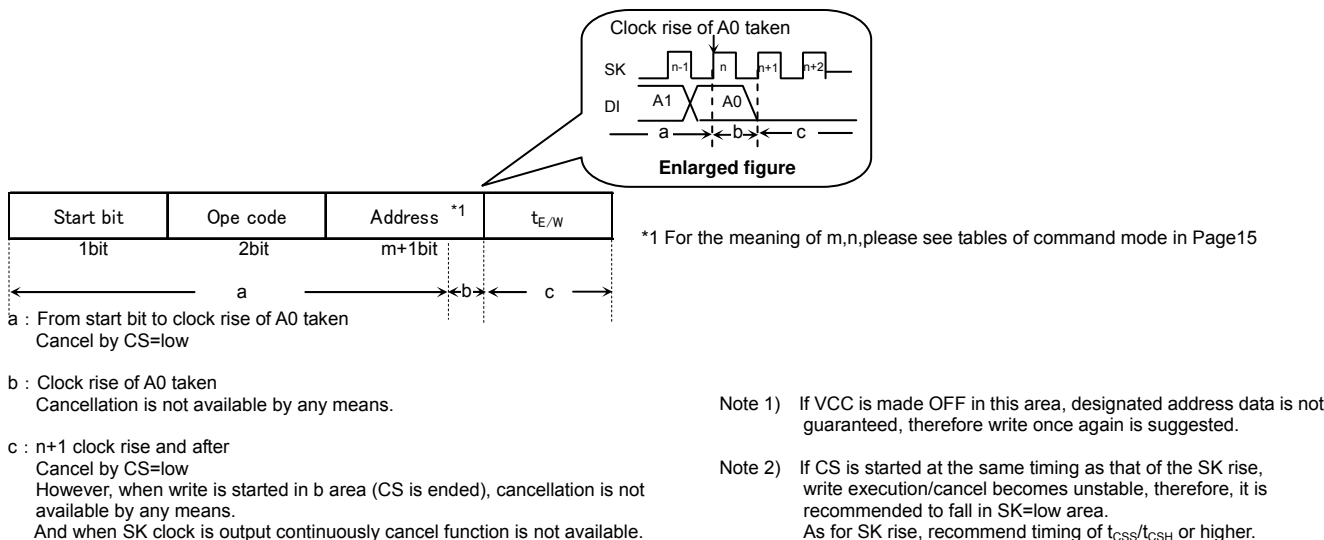 Clock rise of A0 taken
SK n-1 n n+1 n+2
DI A1 A0
a b c
Enlarged figure
Start bit Ope code Address *1 tE/W
1bit 2bit m+1bit
*1 For the meaning of m,n,please see tables of command mode in Page15
a b c
a : From start bit to clock rise of A0 taken
Cancel by CS=low
b : Clock rise of A0 taken
Cancellation is not available by any means.
c : n+1 clock rise and after
Cancel by CS=low
However, when write is started in b area (CS is ended), cancellation is not
available by any means.
And when SK clock is output continuously cancel function is not available.
Note 1) If VCC is made OFF in this area, designated address data is not
guaranteed, therefore write once again is suggested.
Note 2) If CS is started at the same timing as that of the SK rise,
write execution/cancel becomes unstable, therefore, it is
recommended to fall in SK=low area.
As for SK rise, recommend timing of tCSS/tCSH or higher.